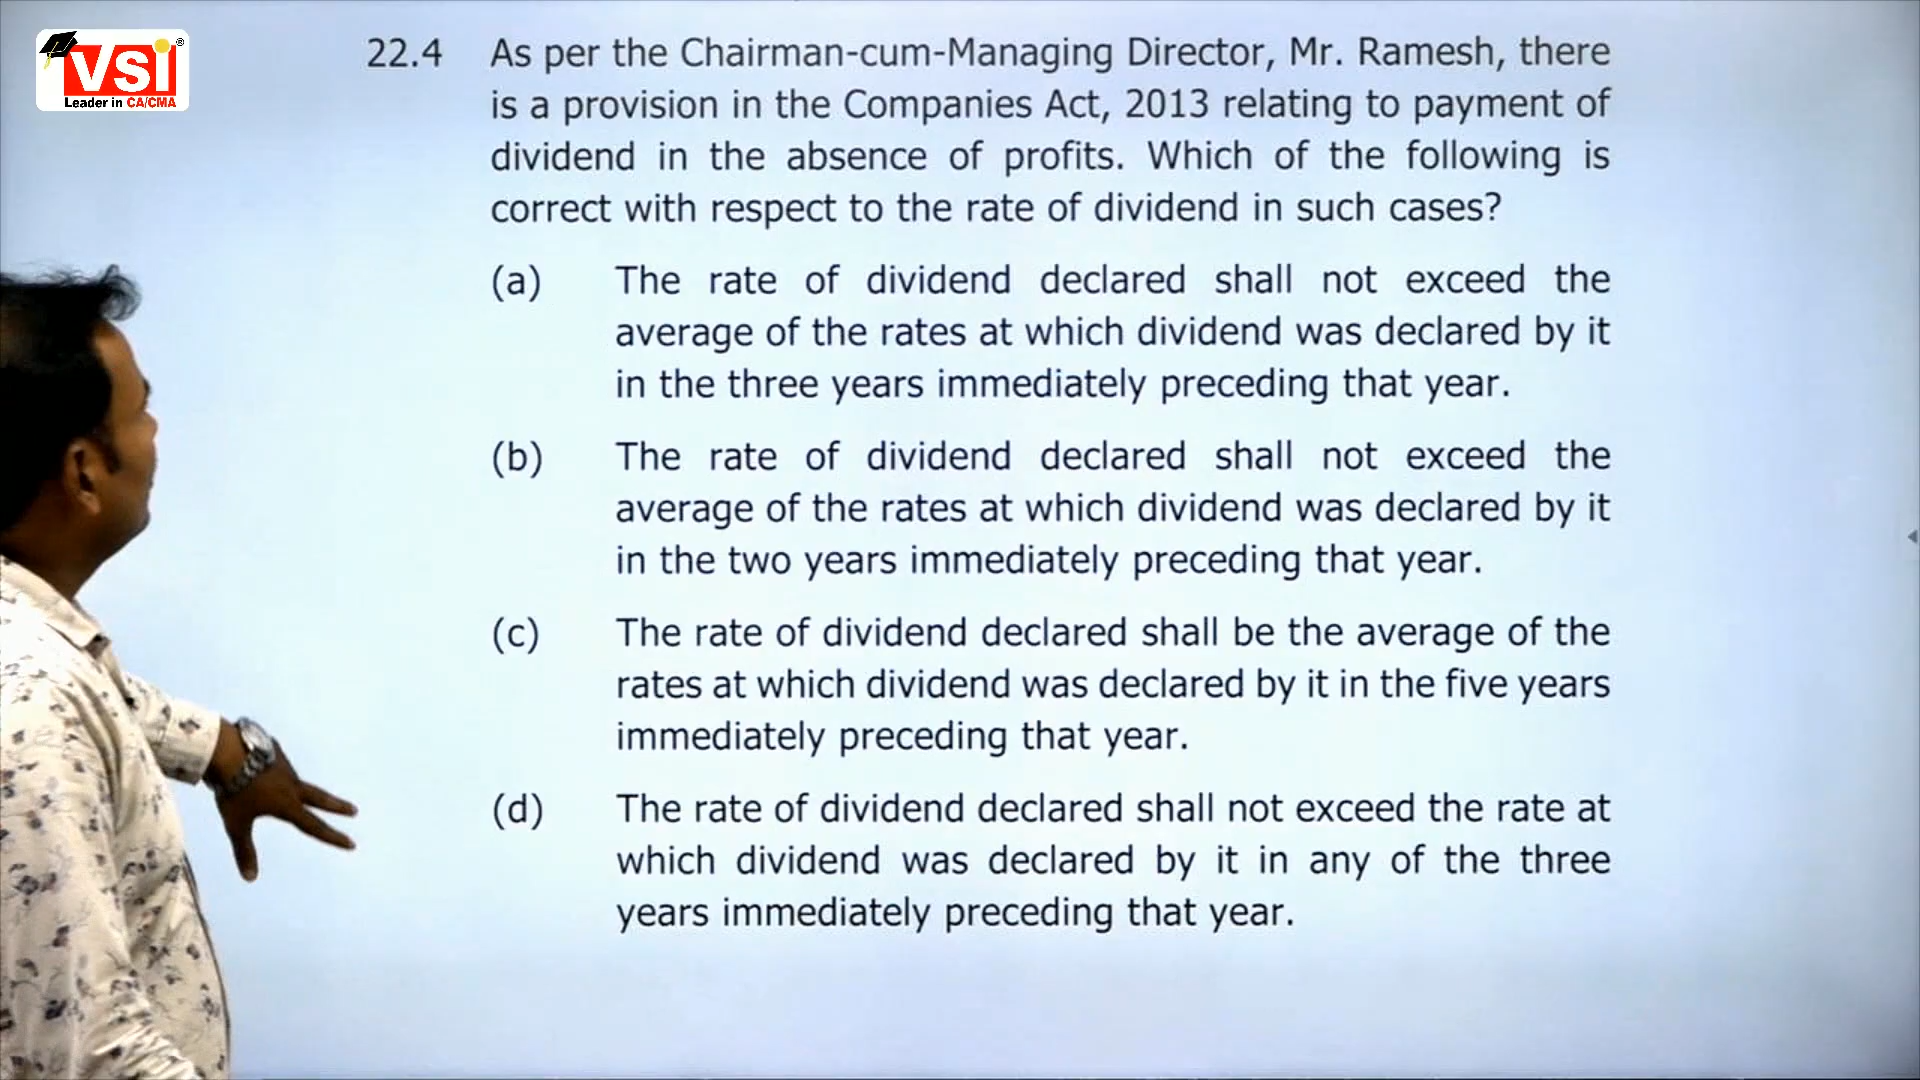 VSI
®
Leader in CA/CMA
22.4 As per the Chairman-cum-Managing Director, Mr. Ramesh, there
is a provision in the Companies Act, 2013 relating to payment of
dividend in the absence of profits. Which of the following is
correct with respect to the rate of dividend in such cases?
(a) The rate of dividend declared shall not exceed the
average of the rates at which dividend was declared by it
in the three years immediately preceding that year.
(b) The rate of dividend declared shall not exceed the
average of the rates at which dividend was declared by it
in the two years immediately preceding that year.
(c) The rate of dividend declared shall be the average of the
rates at which dividend was declared by it in the five years
immediately preceding that year.
(d) The rate of dividend declared shall not exceed the rate at
which dividend was declared by it in any of the three
years immediately preceding that year.